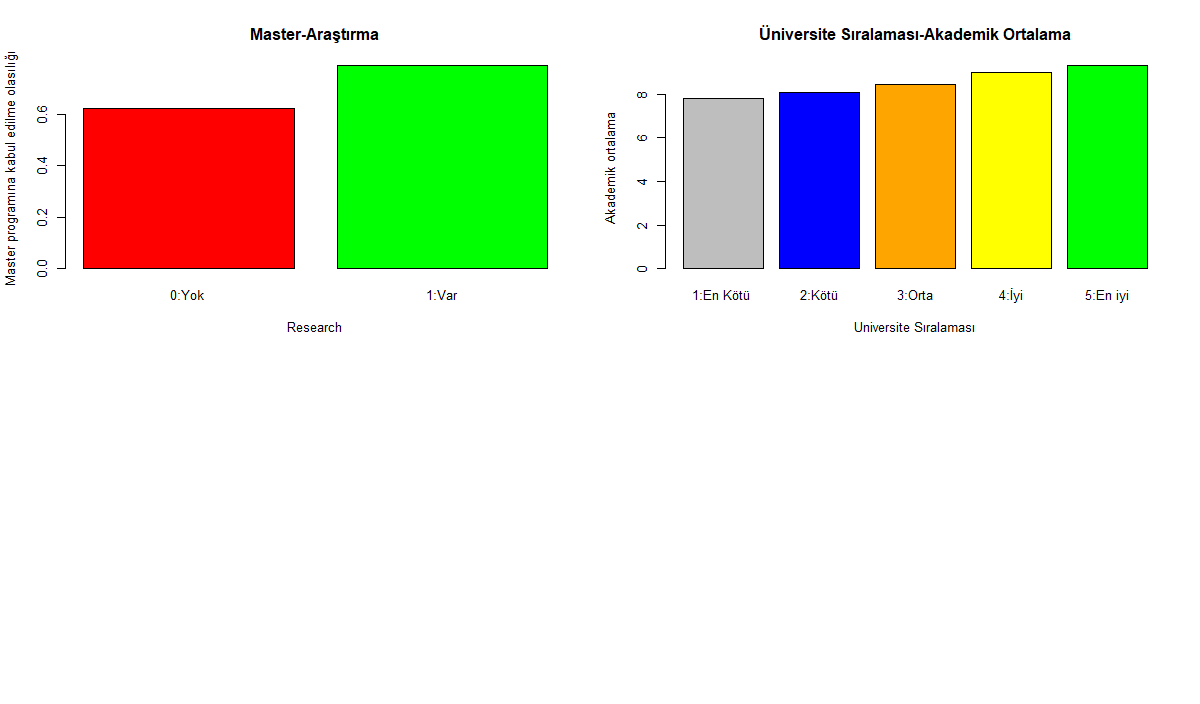 Master-Araştırma
Master programına kabul edilme olasılığı
0.6
0.4
0.2
0.0
0:Yok 1:Var
Research
Üniversite Sıralaması-Akademik Ortalama
Akademik ortalama
8
6
4
2
0
1:En Kötü 2:Kötü 3:Orta 4:İyi 5:En iyi
Universite Sıralaması